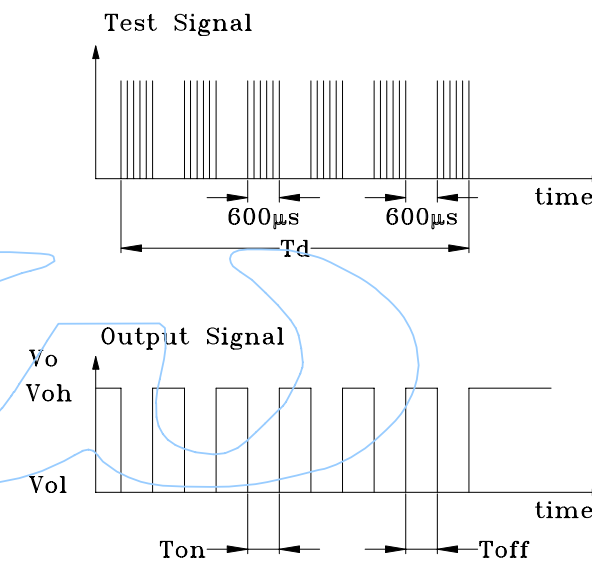 Test Signal
time
600μs 600μs
Td
Output Signal
Vo
Voh
Vol
time
Ton Toff